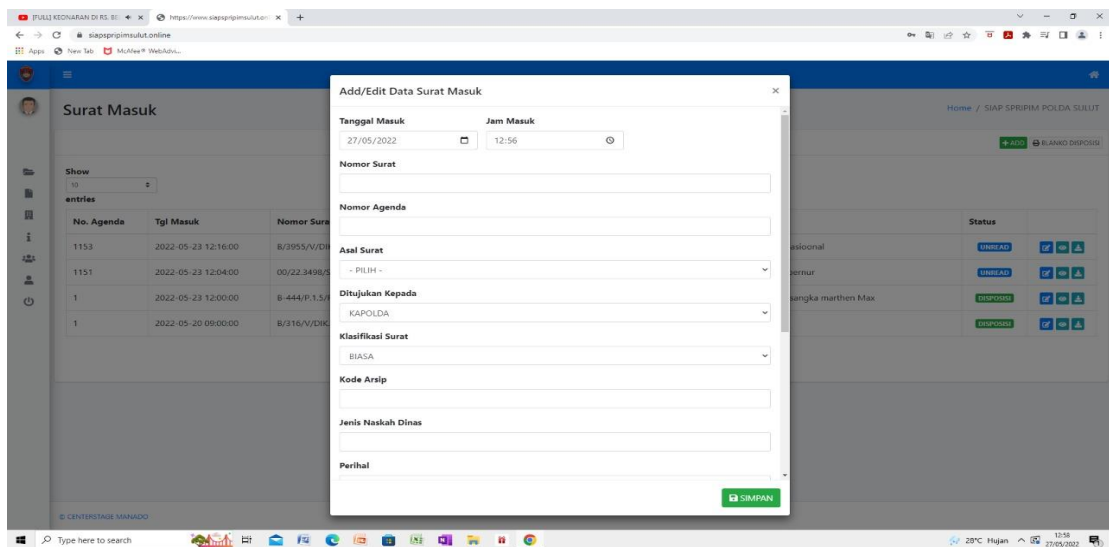 [FULL] KEONARAN DI RS. BE
https://www.siapspripimsulut.on
siapspripimsulut.online
Apps New Tab McAfee® WebAdvi...
Surat Masuk
Home / SIAP SPRIPIM POLDA SULUT
+ ADD BLANKO DISPOSISI
Show
10
entries
No. Agenda Tgl Masuk Nomor Sura Status
1153 2022-05-23 12:16:00 B/3955/V/DI asioonal UNREAD
1151 2022-05-23 12:04:00 00/22.3498/S bernur UNREAD
1 2022-05-23 12:00:00 B-444/P.1.5/ sangka marthen Max DISPOSISI
1 2022-05-20 09:00:00 B/316/V/DIK. DISPOSISI
Add/Edit Data Surat Masuk ×
Tanggal Masuk Jam Masuk
27/05/2022 12:56
Nomor Surat
Nomor Agenda
Asal Surat
- PILIH -
Ditujukan Kepada
KAPOLDA
Klasifikasi Surat
BIASA
Kode Arsip
Jenis Naskah Dinas
Perihal
SIMPAN
© CENTERSTAGE MANADO
Type here to search
28°C Hujan
12:58
27/05/2022